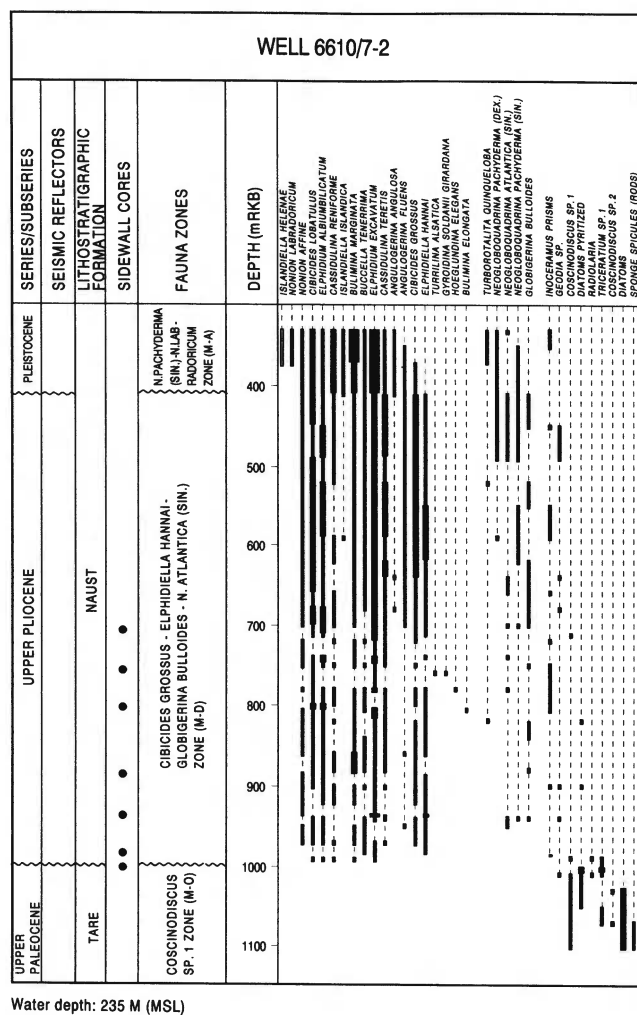 WELL 6610/7-2
SERIES/SUBSERIES
SEISMIC REFLECTORS
LITHOSTRATIGRAPHIC
FORMATION
SIDEWALL CORES
FAUNA ZONES
DEPTH (mRKB)
ISLANDIELLA HELENAE
NONION LABRADORICUM
NONION AFFINE
CIBICIDES LOBATULUS
ELPHIDIUM ALBIUMBILICATUM
CASSIDULINA RENIFORME
ISLANDIELLA ISLANDICA
BULIMINA MARGINATA
BUCCELLA TENERRIMA
ELPHIDIUM EXCAVATUM
CASSIDULINA TERETIS
ANGULOGERINA ANGULOSA
ANGULOGERINA FLUENS
CIBICIDES GROSSUS
ELPHIDIELLA HANNAI
TURRILINA ALSATICA
GYROIDINA SOLDANII GIRARDANA
HOEGLUNDINA ELEGANS
BULIMINA ELONGATA
TURBOROTALITA QUINQUELOBA
NEOGLOBOQUADRINA PACHYDERMA (DEX.)
NEOGLOBOQUADRINA ATLANTICA (SIN.)
NEOGLOBOQUADRINA PACHYDERMA (SIN.)
GLOBIGERINA BULLOIDES
INOCERAMUS PRISMS
GEODIA SP.
COSCINODISCUS SP.1
DIATOMS PYRITIZED
RADIOLARIA
TRICERATIUM SP.1
COSCINODISCUS SP.2
DIATOMS
SPONGE SPICULES (RODS)
PLEISTOCENE
N.PACHYDERMA
(SIN.)-N.LAB-
RADORICUM
ZONE (M-A)
400
500
600
700
800
900
1000
1100
UPPER PLIOCENE
NAUST
CIBICIDES GROSSUS - ELPHIDIELLA HANNAI -
GLOBIGERINA BULLOIDES - N. ATLANTICA (SIN.)
ZONE (M-D)
UPPER
PALEOCENE
TARE
COSCINODISCUS
SP. 1 ZONE (M-O)
Water depth: 235 M (MSL)